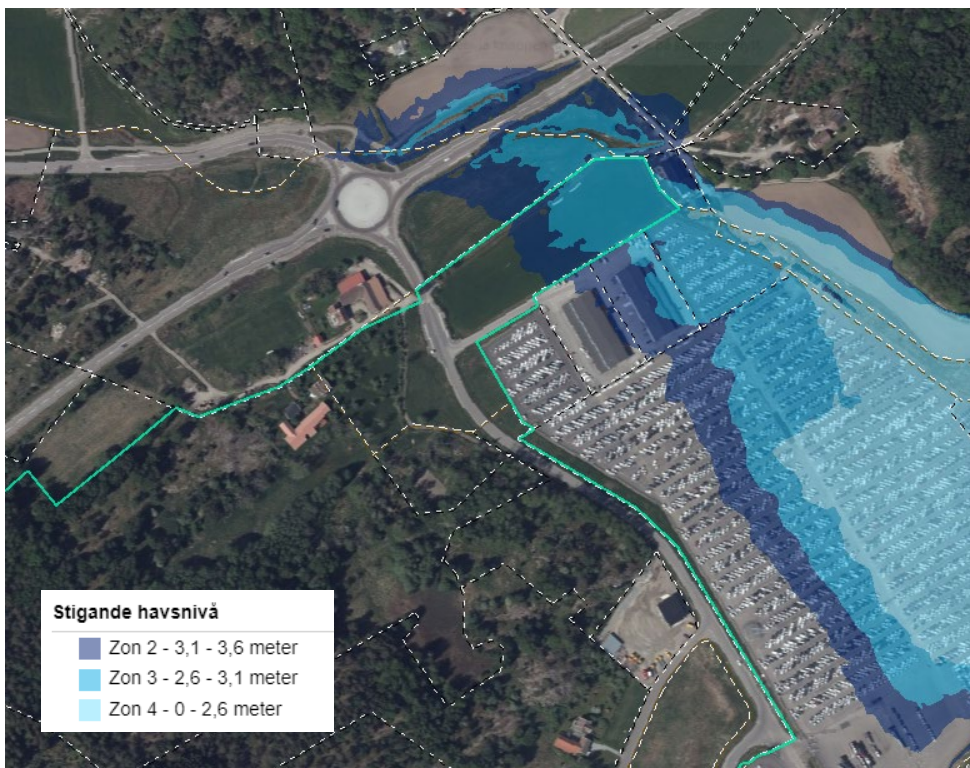 Stigande havsnivå
Zon 2 - 3,1 - 3,6 meter
Zon 3 - 2,6 - 3,1 meter
Zon 4 - 0 - 2,6 meter